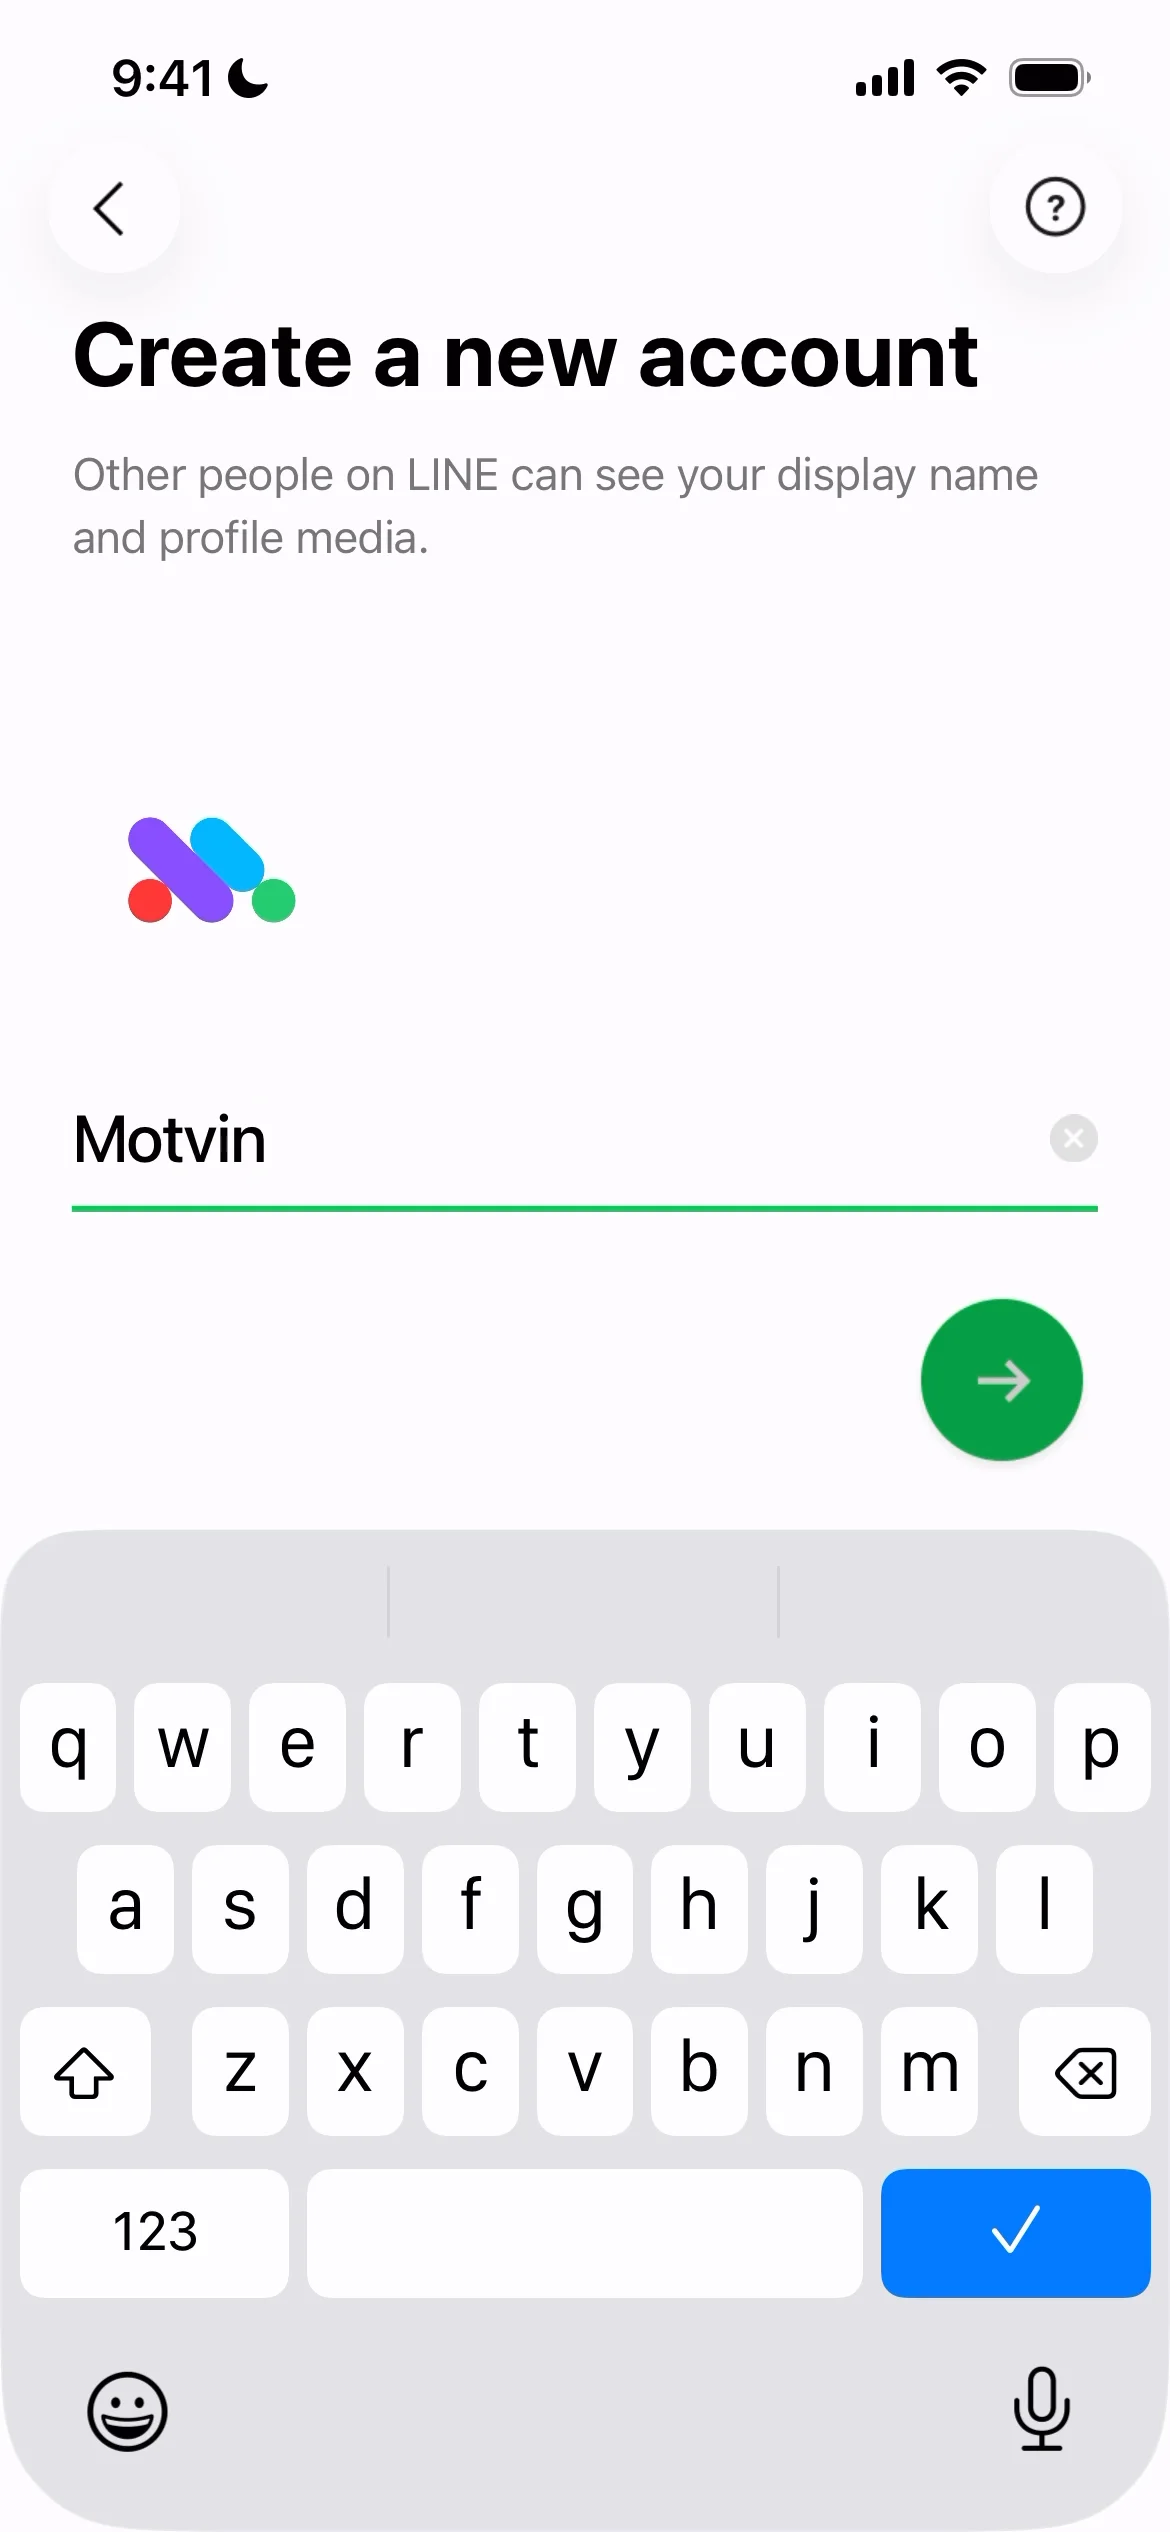 9:41
?
Create a new account
Other people on LINE can see your display name
and profile media.
Motvin
q w e r t y u i o p
a s d f g h j k l
z x c v b n m
123